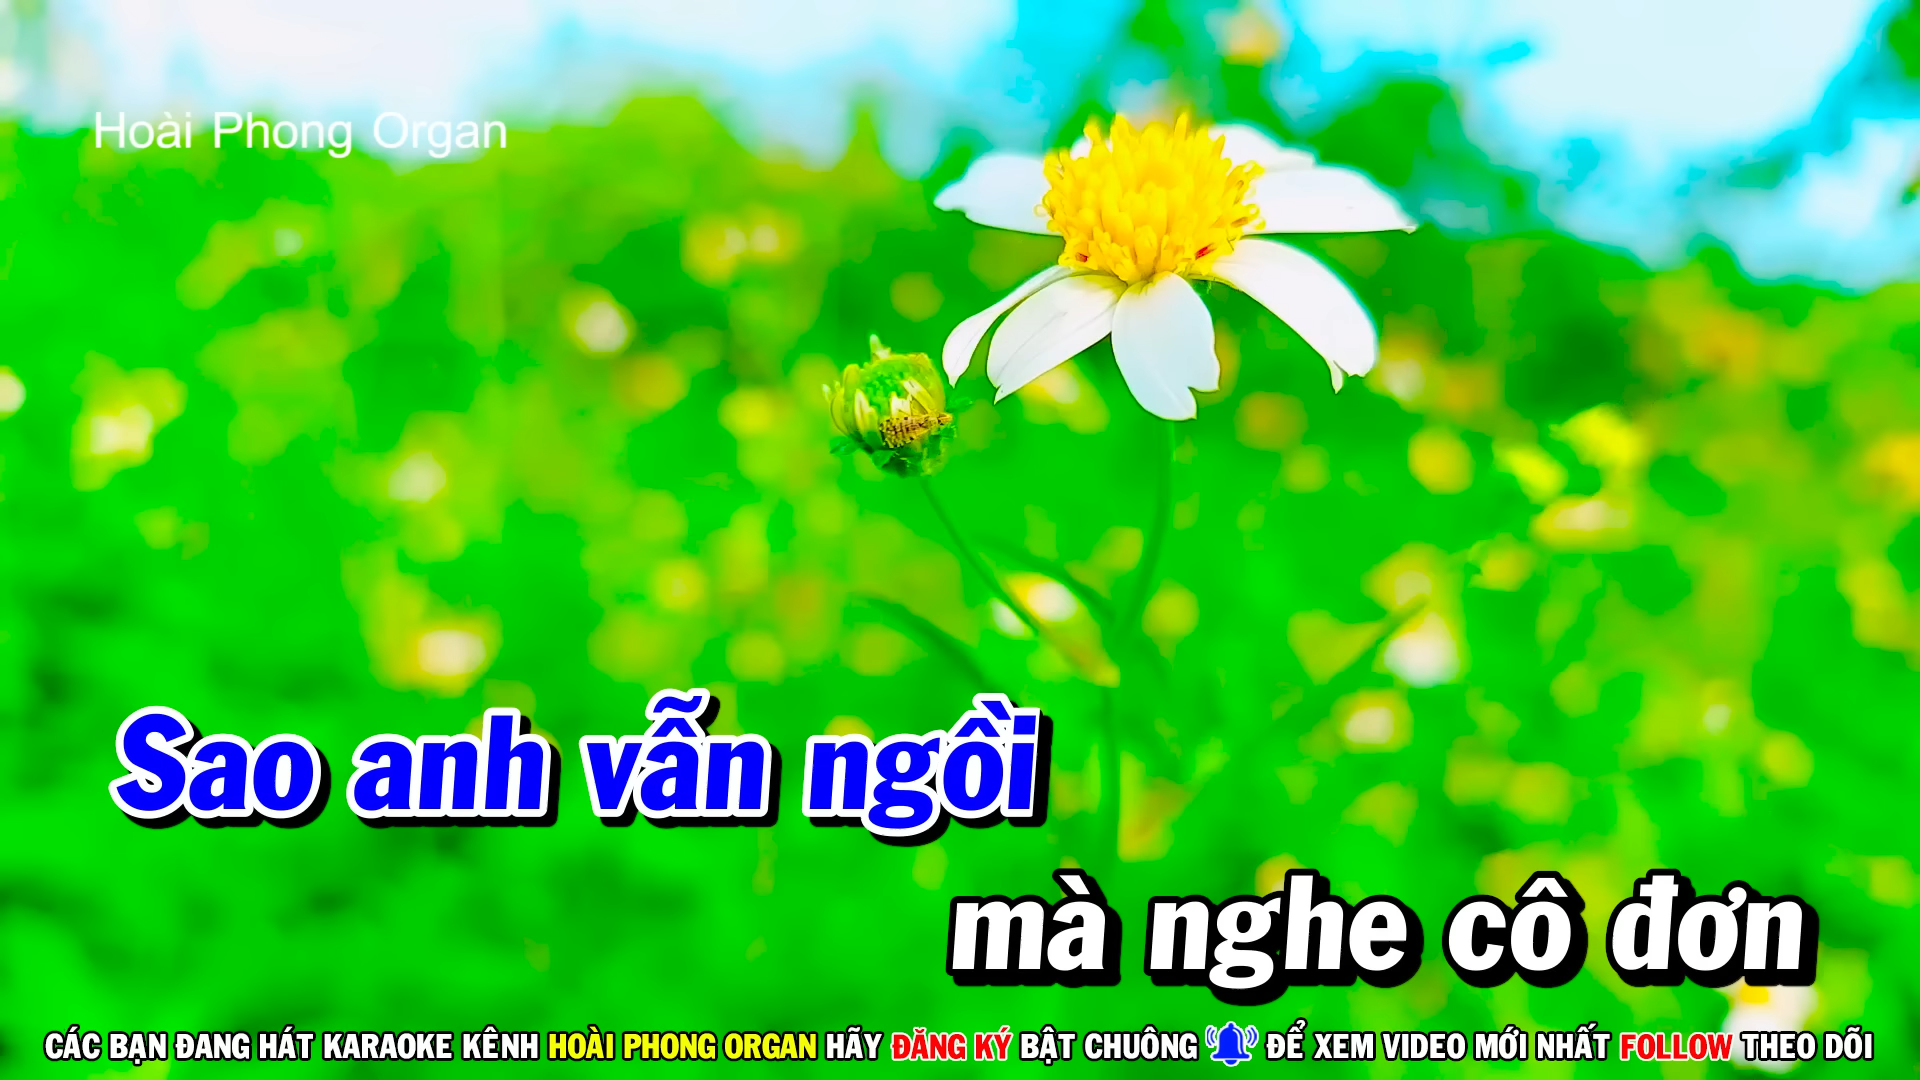 Hoài Phong Organ
Sao anh vẫn ngồi
mà nghe cô đơn
CÁC BẠN ĐANG HÁT KARAOKE KÊNH HOÀI PHONG ORGAN HÃY ĐĂNG KÝ BẬT CHUÔNG ĐỂ XEM VIDEO MỚI NHẤT FOLLOW THEO DÕI